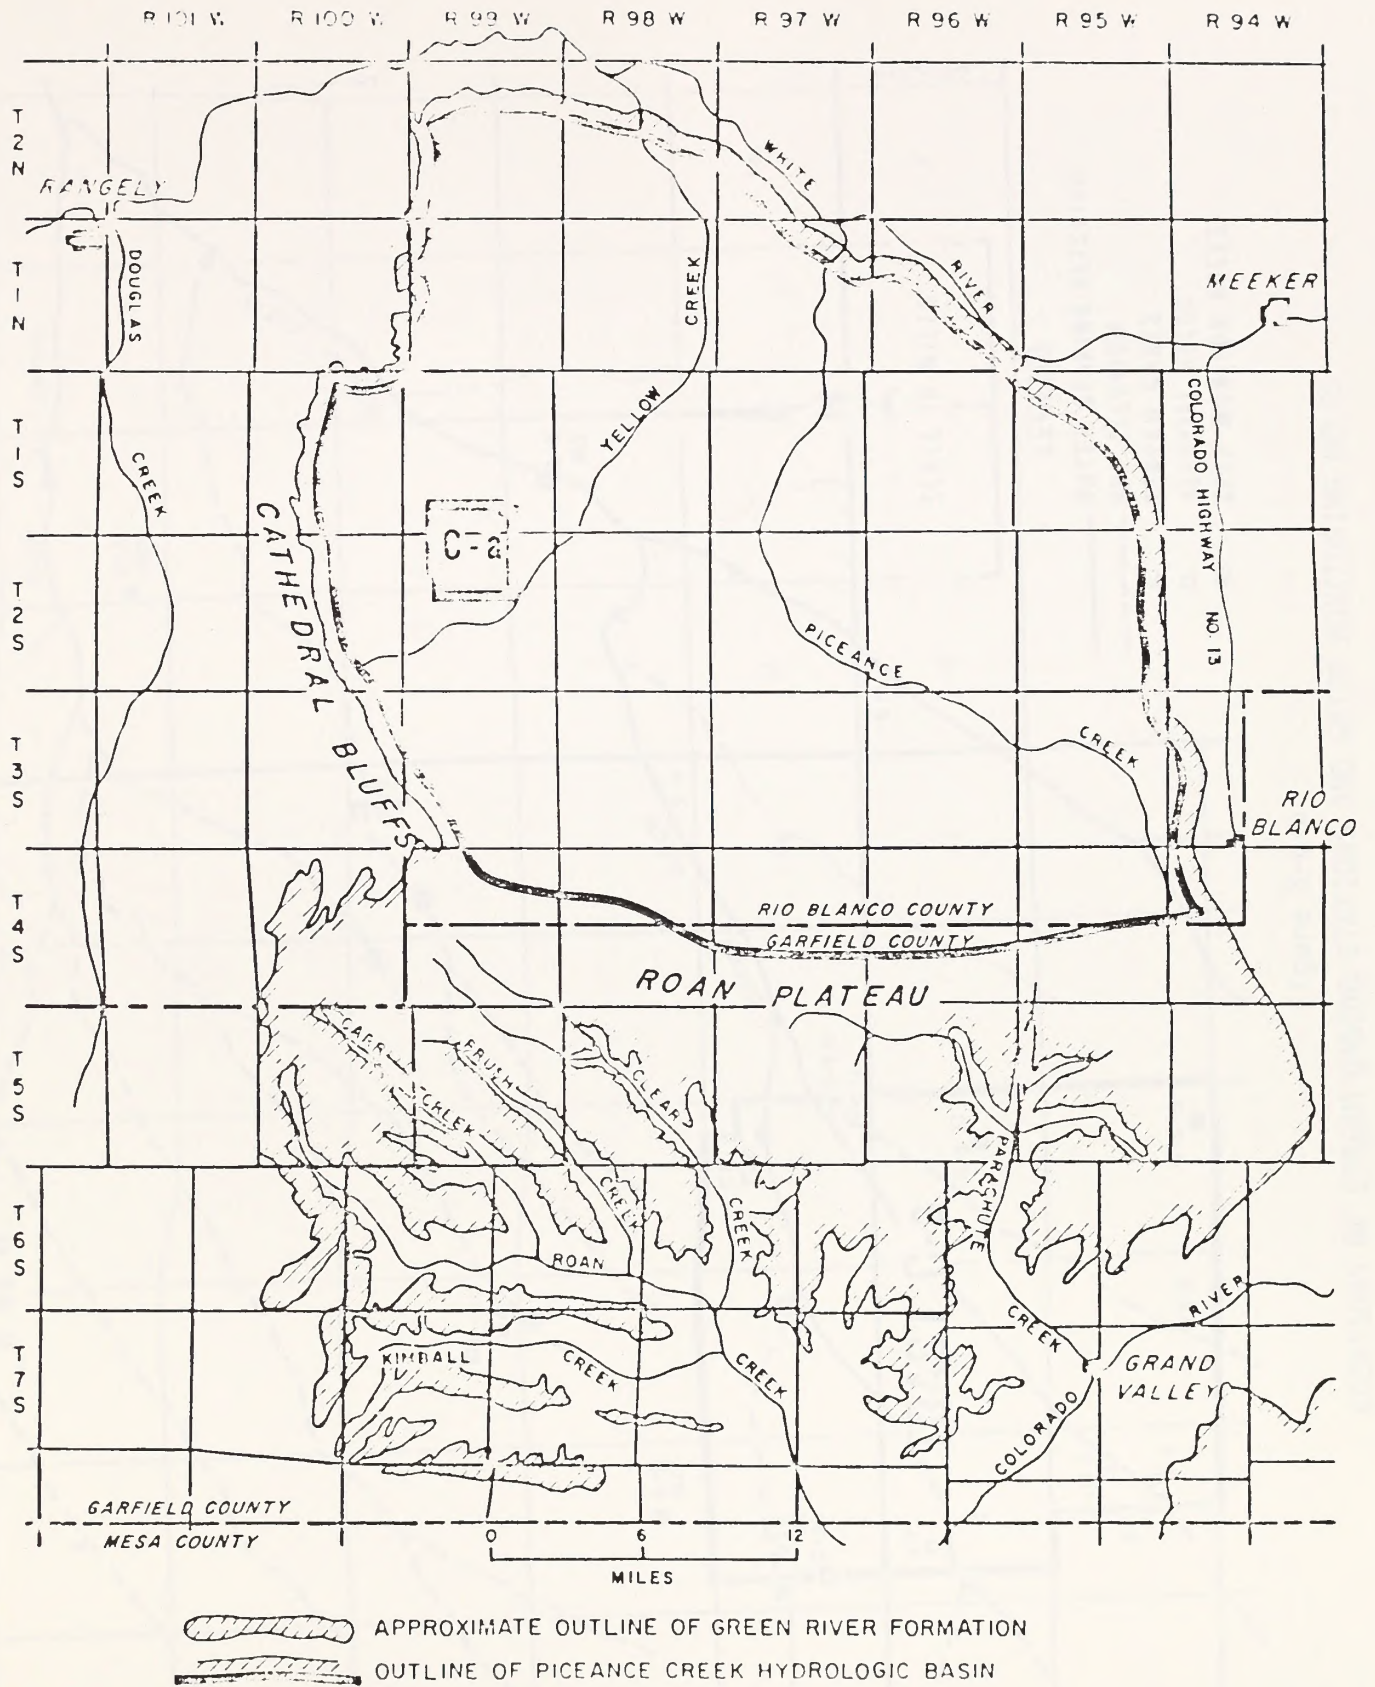 R 101 W R 100 W R 99 W R 98 W R 97 W R 96 W R 95 W R 94 W
T
2
N
WHITE
RANGELY
T
1
N
DOUGLAS
CREEK
RIVER
MEEKER
T
1
S
CREEK
YELLOW
COLORADO HIGHWAY NO. 13
CATHEDRAL BLUFFS
C-a
T
2
S
PICEANCE
CREEK
T
3
S
RIO
BLANCO
T
4
S
RIO BLANCO COUNTY
GARFIELD COUNTY
ROAN PLATEAU
T
5
S
CARR
CREEK
BRUSH
CREEK
CLEAR
CREEK
PARACHUTE
CREEK
T
6
S
ROAN
CREEK
RIVER
COLORADO
T
7
S
KIMBALL
CREEK
GRAND
VALLEY
GARFIELD COUNTY
MESA COUNTY
0 6 12
MILES
APPROXIMATE OUTLINE OF GREEN RIVER FORMATION
OUTLINE OF PICEANCE CREEK HYDROLOGIC BASIN